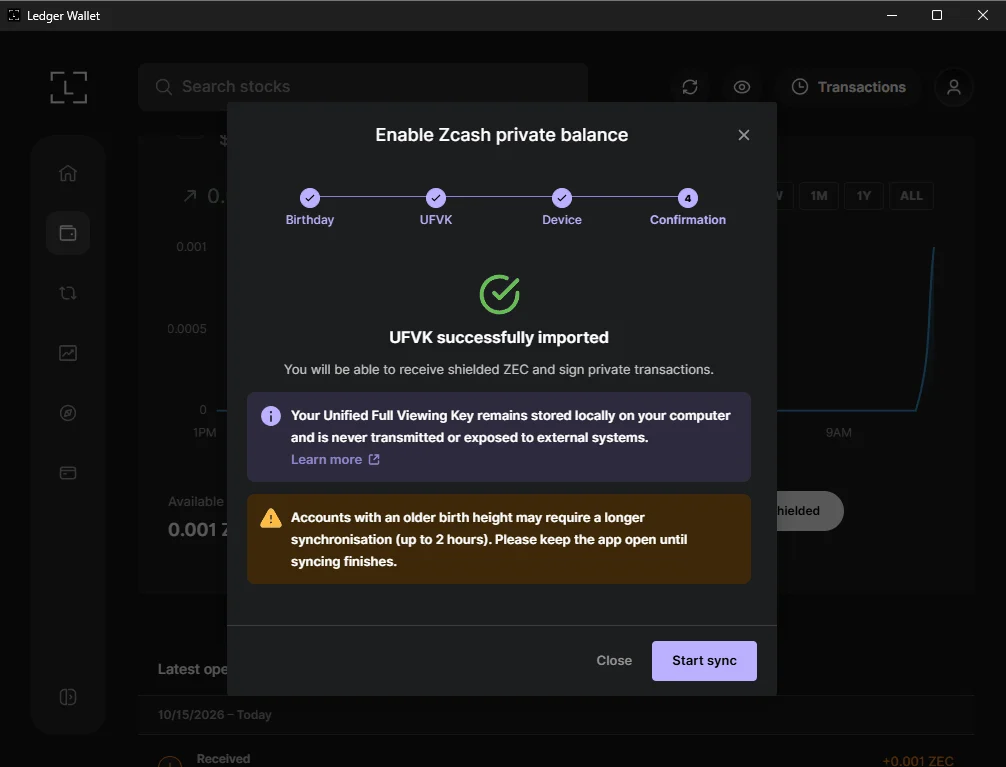 Ledger Wallet
Search stocks
Transactions
Enable Zcash private balance
Birthday
UFVK
Device
4
Confirmation
1M
1Y
ALL
0.001
0.0005
0
1PM
9AM
UFVK successfully imported
You will be able to receive shielded ZEC and sign private transactions.
Your Unified Full Viewing Key remains stored locally on your computer
and is never transmitted or exposed to external systems.
Learn more
Available
0.001
Accounts with an older birth height may require a longer
synchronisation (up to 2 hours). Please keep the app open until
syncing finishes.
Close
Start sync
Latest
10/15/2026 – Today
Received
+0.001 ZEC